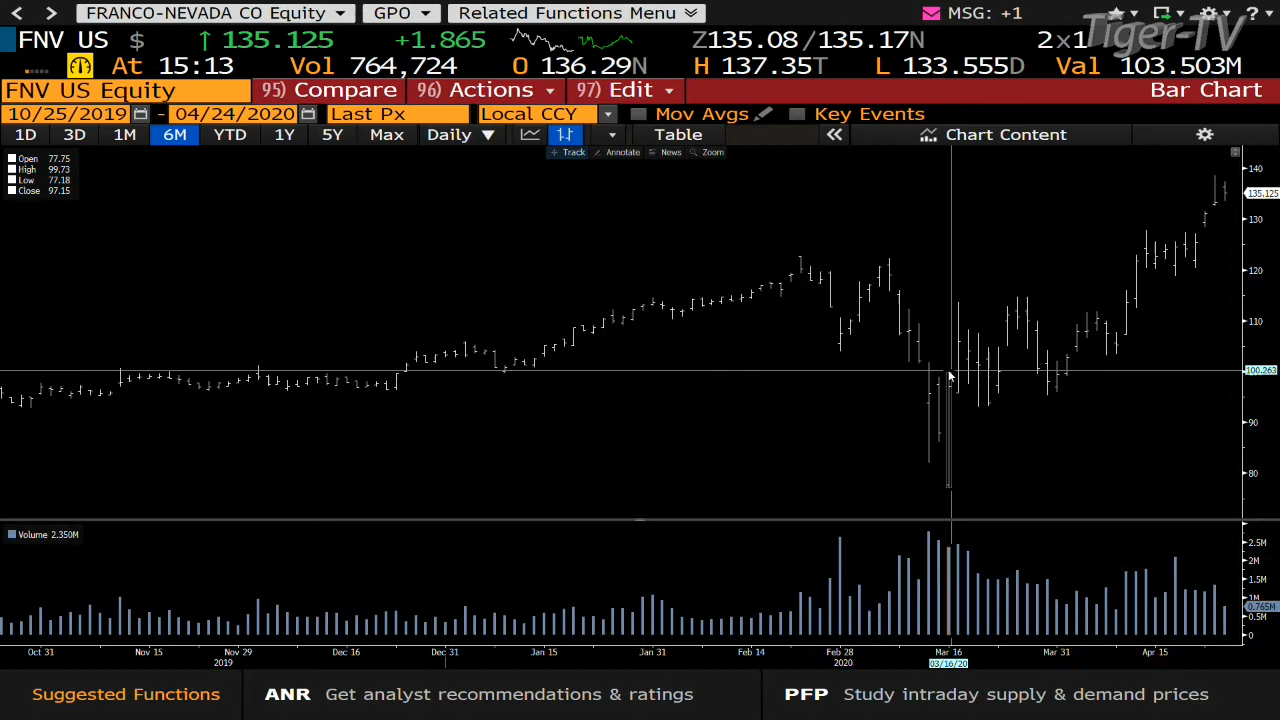 FRANCO-NEVADA CO Equity GPO Related Functions Menu MSG: +1
FNV US $ ↑ 135.125 +1.865 Z135.08/135.17N 2x1 Tiger-TV
At 15:13 Vol 764,724 O 136.29N H 137.35T L 133.555D Val 103.503M
FNV US Equity 95) Compare 96) Actions 97) Edit Bar Chart
10/25/2019 - 04/24/2020 Last Px Local CCY Mov Avgs Key Events
1D 3D 1M 6M YTD 1Y 5Y Max Daily ▼ Table « Chart Content
Track Annotate News Zoom
Open 77.75
High 99.73
Low 77.18
Close 97.15
140
135.125
130
120
110
100.263
90
80
Volume 2.350M
2.5M
2M
1.5M
1M
0.765M
0
Oct 31 Nov 15 Nov 29 Dec 16 Dec 31 Jan 15 Jan 31 Feb 14 Feb 28 Mar 16 Mar 31 Apr 15
2019 2020 03/16/20
Suggested Functions ANR Get analyst recommendations & ratings PFP Study intraday supply & demand prices